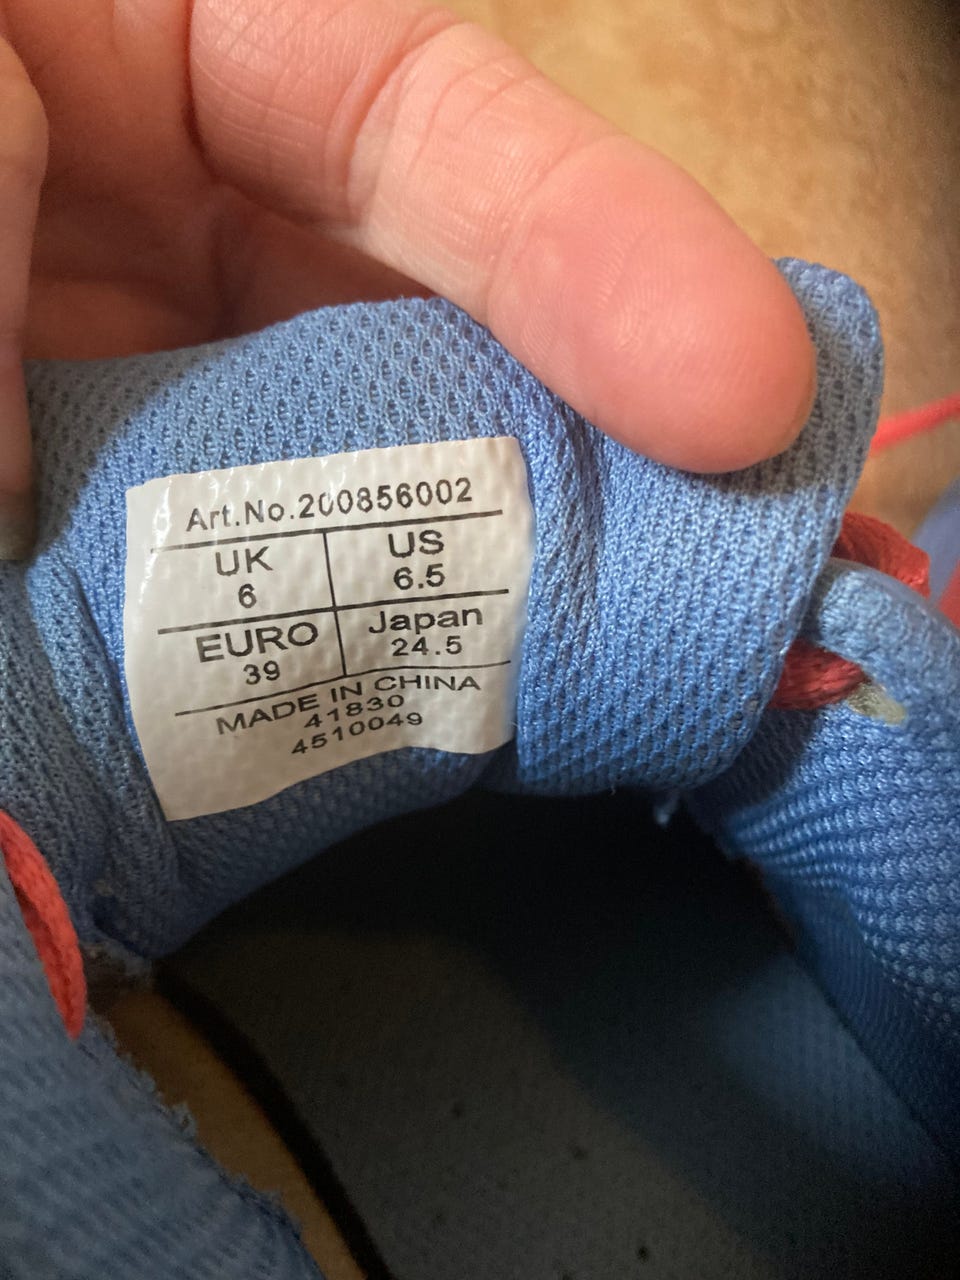 Art.No.200856002
UK US
6 6.5
EURO Japan
39 24.5
MADE IN CHINA
41830
4510049